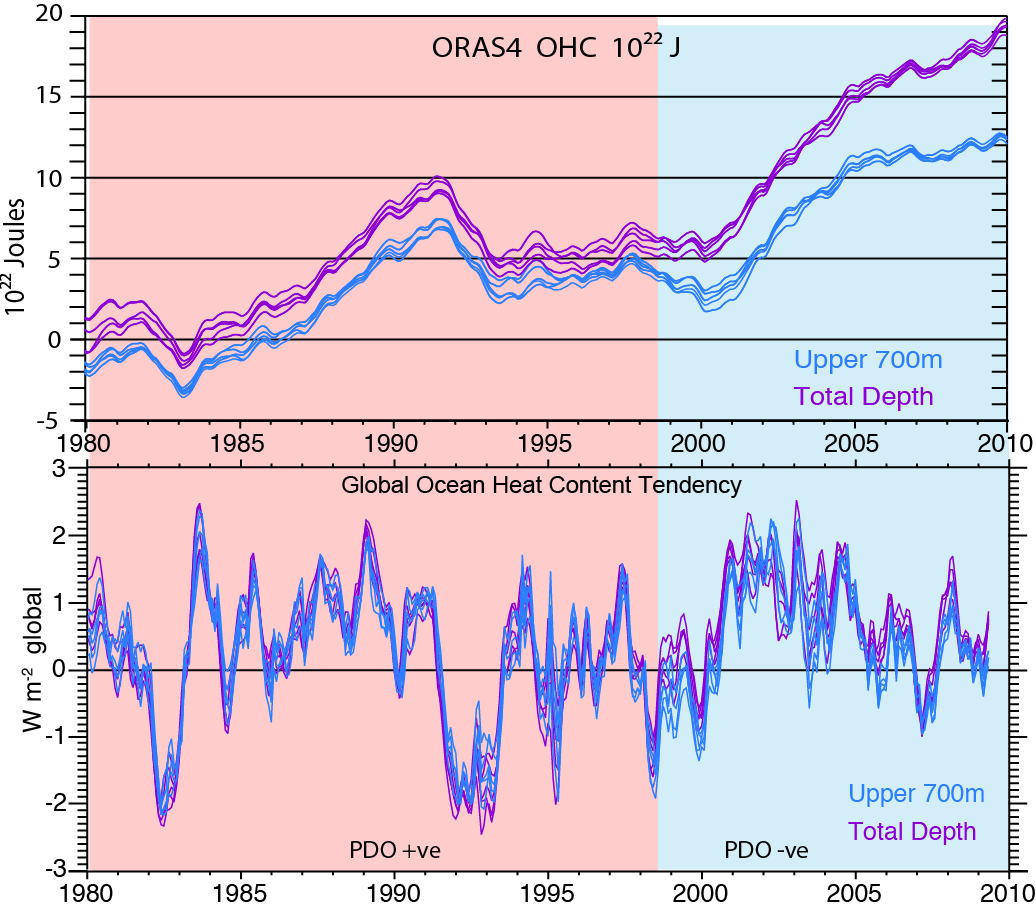 20
ORAS4 OHC 10²² J
15
10
5
0
-5
10²² Joules
Upper 700m
Total Depth
1980 1985 1990 1995 2000 2005 2010
3
Global Ocean Heat Content Tendency
2
1
0
-1
-2
-3
W m⁻² global
Upper 700m
Total Depth
PDO +ve PDO -ve
1980 1985 1990 1995 2000 2005 2010